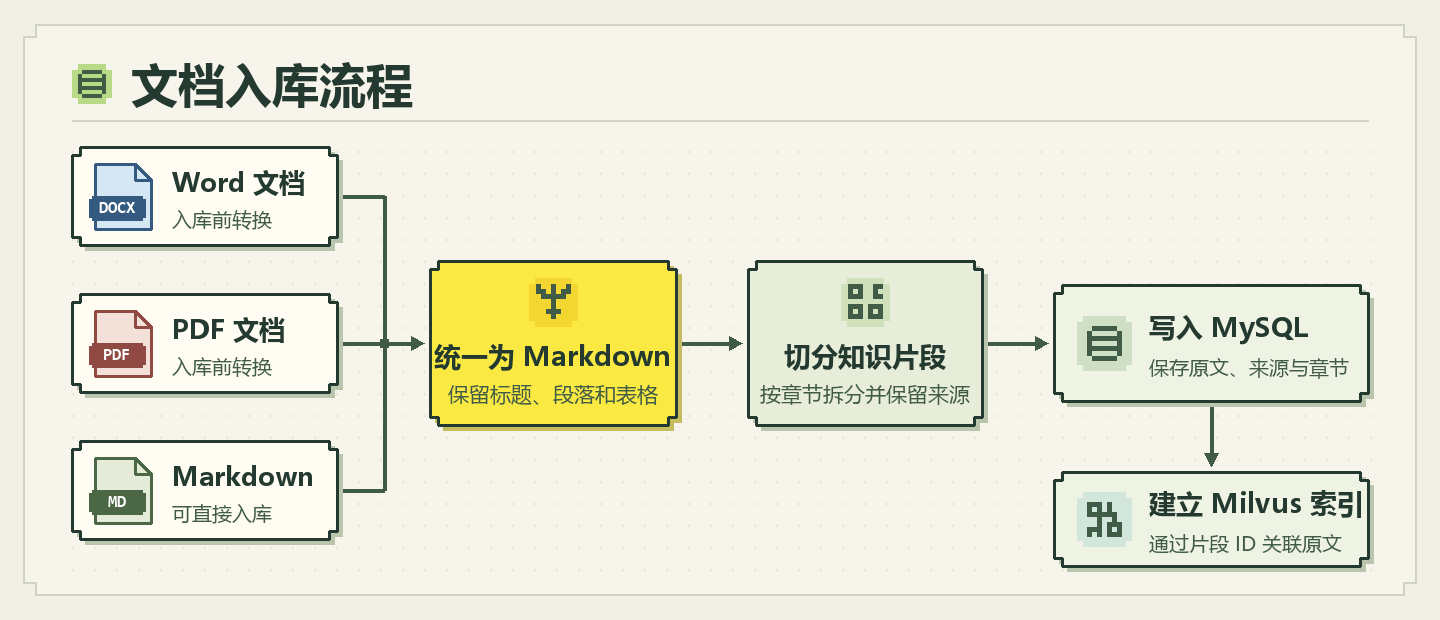 文档入库流程
DOCX
Word 文档
入库前转换
PDF
PDF 文档
入库前转换
MD
Markdown
可直接入库
统一为 Markdown
保留标题、段落和表格
切分知识片段
按章节拆分并保留来源
写入 MySQL
保存原文、来源与章节
建立 Milvus 索引
通过片段 ID 关联原文